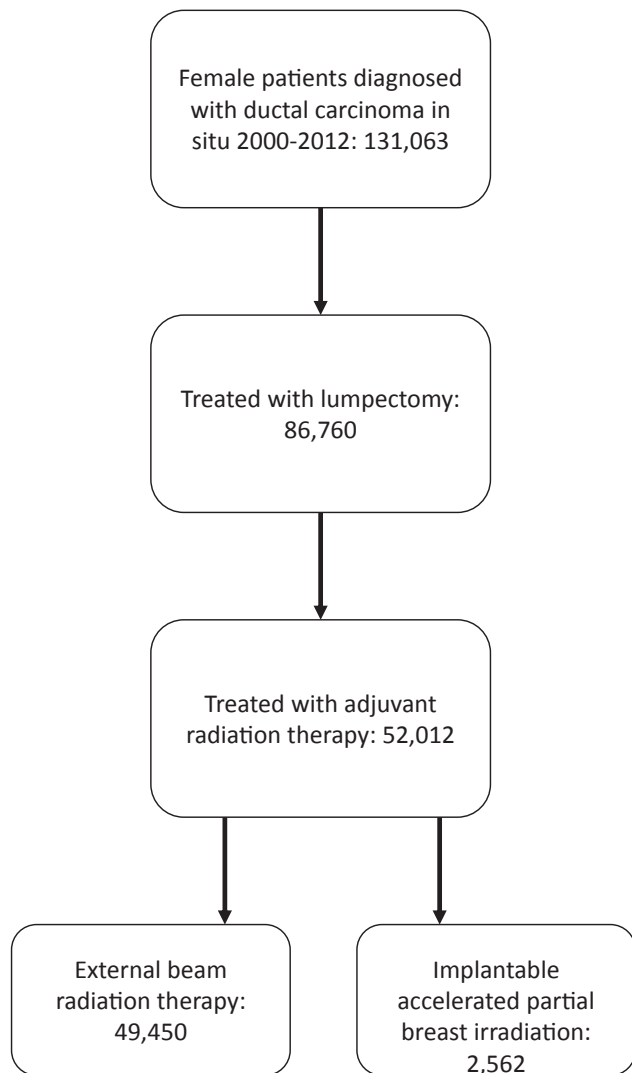 Female patients diagnosed
with ductal carcinoma in
situ 2000-2012: 131,063
Treated with lumpectomy:
86,760
Treated with adjuvant
radiation therapy: 52,012
External beam
radiation therapy:
49,450
Implantable
accelerated partial
breast irradiation:
2,562